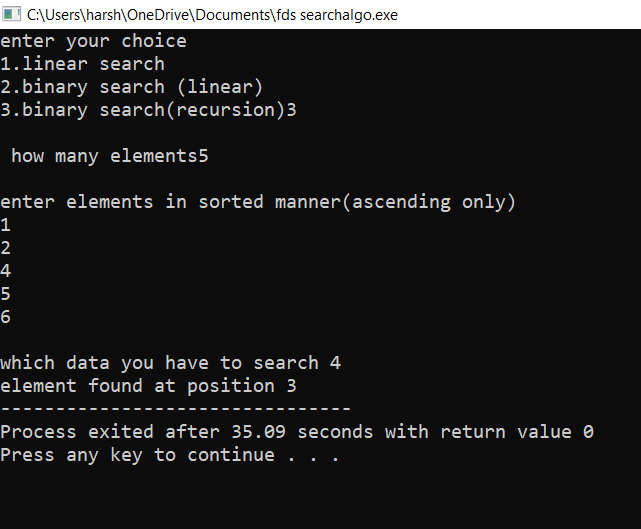 C:\Users\harsh\OneDrive\Documents\fds searchalgo.exe
enter your choice
1.linear search
2.binary search (linear)
3.binary search(recursion)3
how many elements5
enter elements in sorted manner(ascending only)
1
2
4
5
6
which data you have to search 4
element found at position 3
--------------------------------
Process exited after 35.09 seconds with return value 0
Press any key to continue . . .